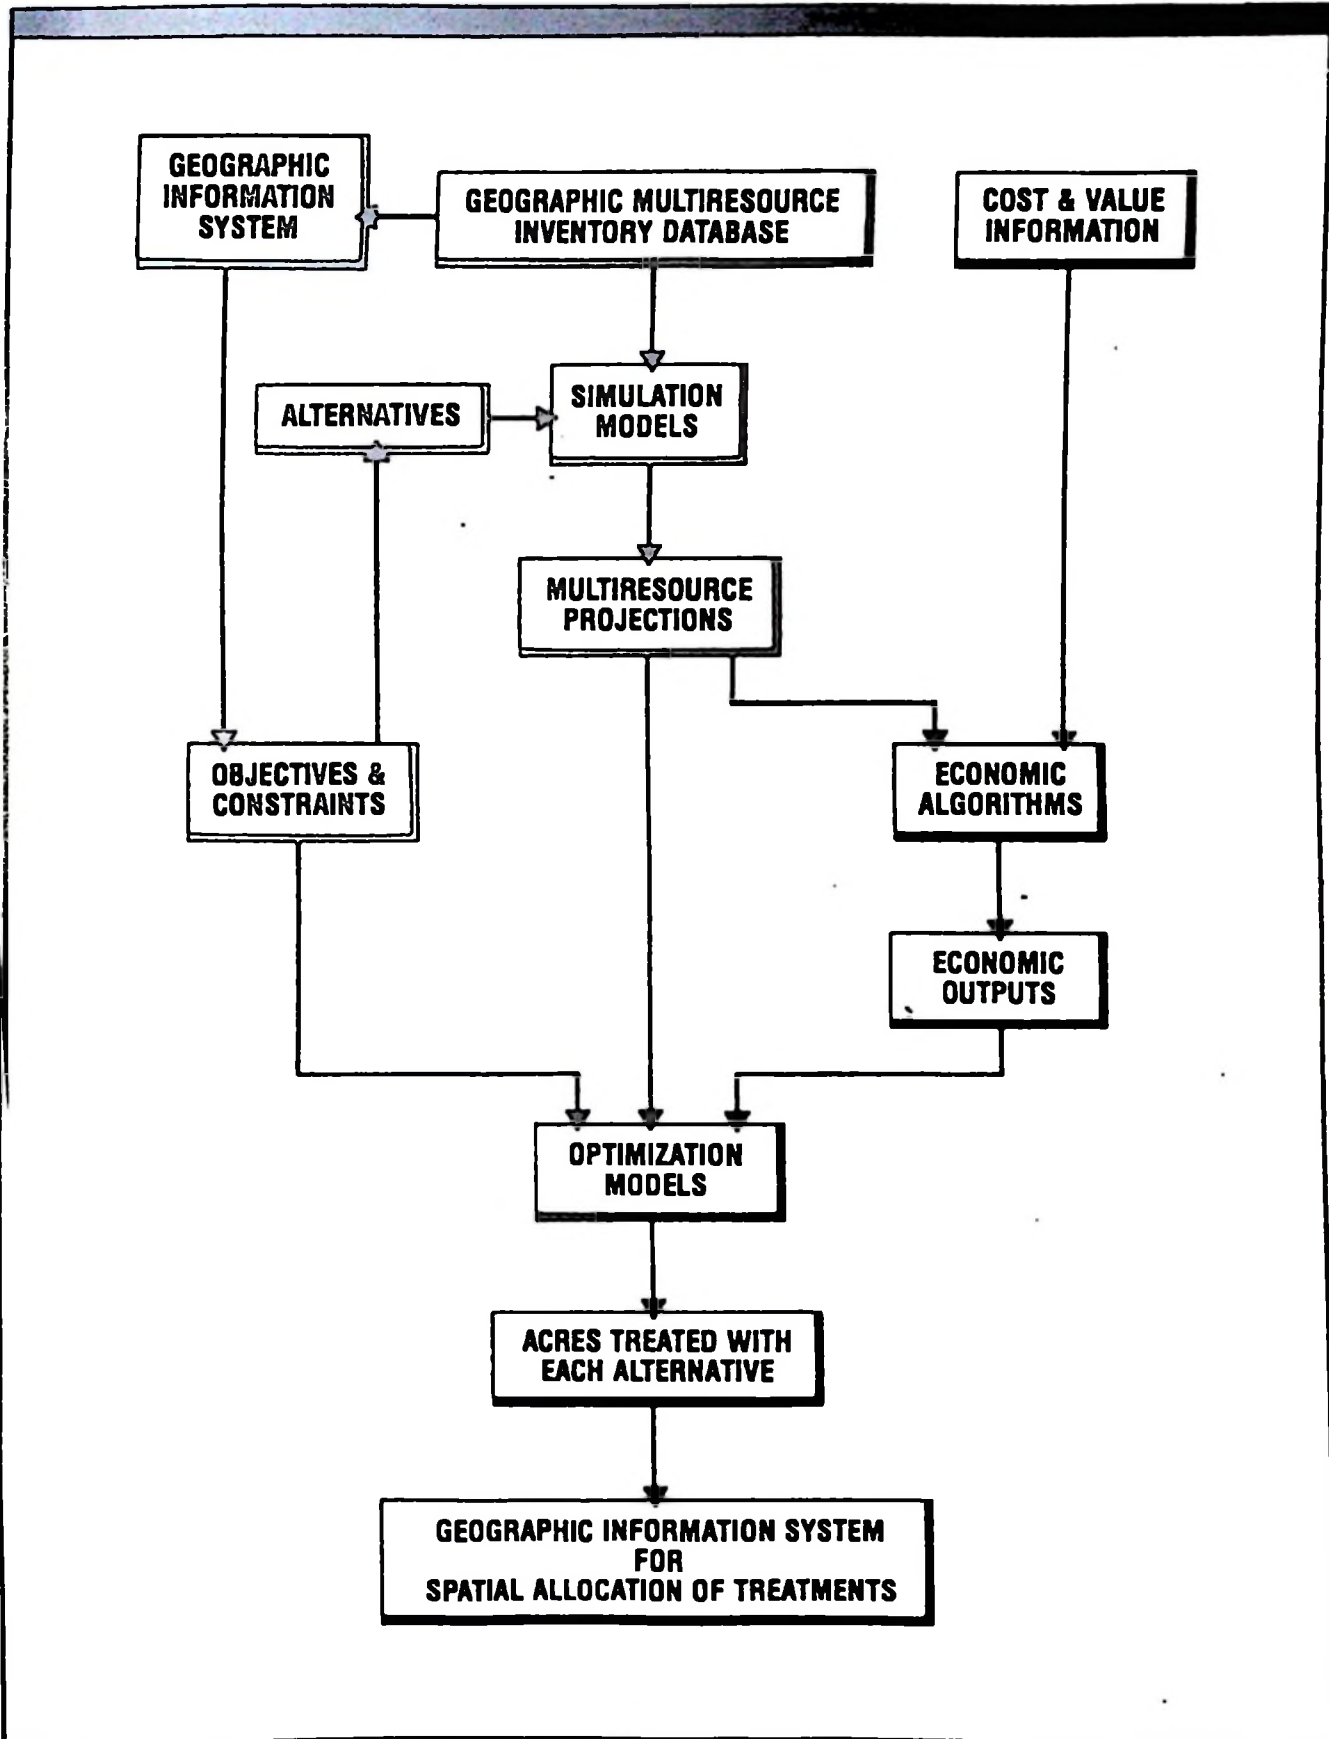 GEOGRAPHIC
INFORMATION
SYSTEM
GEOGRAPHIC MULTIRESOURCE
INVENTORY DATABASE
COST & VALUE
INFORMATION
ALTERNATIVES
SIMULATION
MODELS
MULTIRESOURCE
PROJECTIONS
OBJECTIVES &
CONSTRAINTS
ECONOMIC
ALGORITHMS
ECONOMIC
OUTPUTS
OPTIMIZATION
MODELS
ACRES TREATED WITH
EACH ALTERNATIVE
GEOGRAPHIC INFORMATION SYSTEM
FOR
SPATIAL ALLOCATION OF TREATMENTS